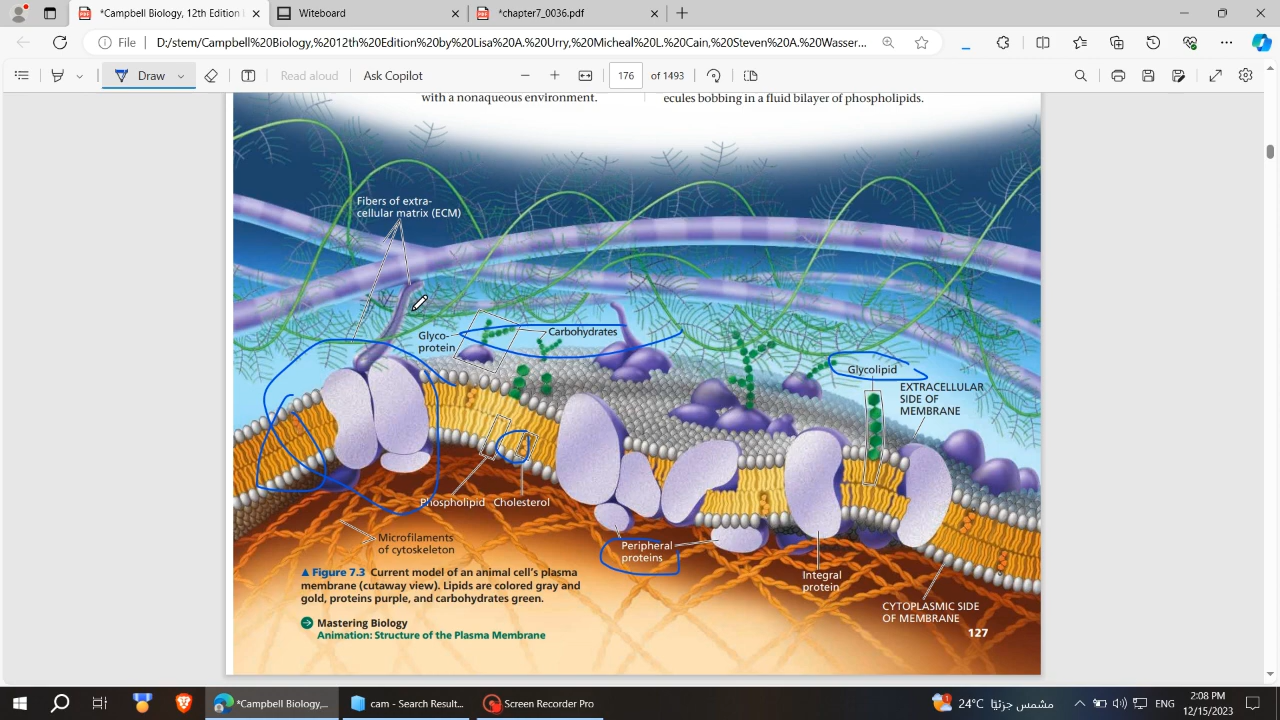 *Campbell Biology, 12th Edition
Witeboard
*chapter7_0036.pdf
File
D:/stem/Campbell%20Biology,%2012th%20Edition%20by%20Lisa%20A.%20Urry,%20Micheal%20L.%20Cain,%20Steven%20A.%20Wasser...
Draw
Read aloud
Ask Copilot
176
of 1493
with a nonaqueous environment.
ecules bobbing in a fluid bilayer of phospholipids.
Fibers of extra-
cellular matrix (ECM)
Glyco-
protein
Carbohydrates
Glycolipid
EXTRACELLULAR
SIDE OF
MEMBRANE
Phospholipid
Cholesterol
Microfilaments
of cytoskeleton
Peripheral
proteins
Integral
protein
CYTOPLASMIC SIDE
OF MEMBRANE
▲ Figure 7.3 Current model of an animal cell's plasma
membrane (cutaway view). Lipids are colored gray and
gold, proteins purple, and carbohydrates green.
Mastering Biology
Animation: Structure of the Plasma Membrane
127
*Campbell Biology,...
cam - Search Result...
Screen Recorder Pro
24°C مشمس جزئيًا
2:08 PM
12/15/2023